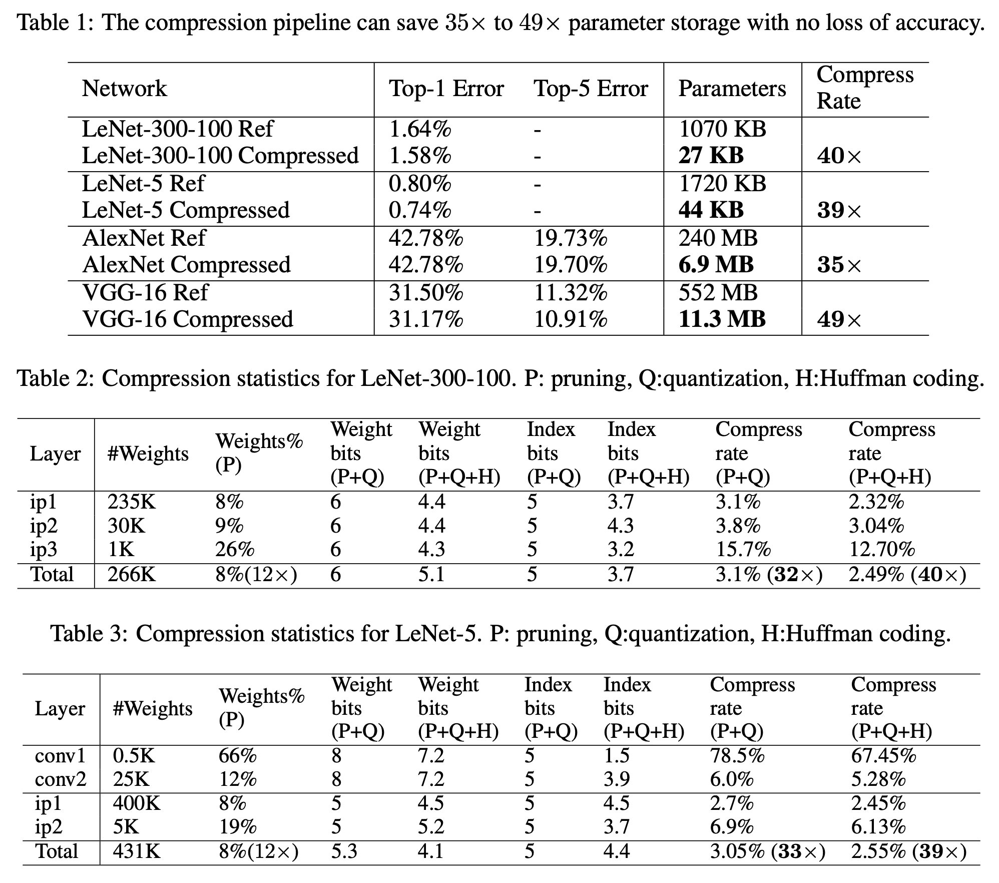 Table 1: The compression pipeline can save 35× to 49× parameter storage with no loss of accuracy.
Network Top-1 Error Top-5 Error Parameters Compress Rate
LeNet-300-100 Ref 1.64% - 1070 KB
LeNet-300-100 Compressed 1.58% - 27 KB 40×
LeNet-5 Ref 0.80% - 1720 KB
LeNet-5 Compressed 0.74% - 44 KB 39×
AlexNet Ref 42.78% 19.73% 240 MB
AlexNet Compressed 42.78% 19.70% 6.9 MB 35×
VGG-16 Ref 31.50% 11.32% 552 MB
VGG-16 Compressed 31.17% 10.91% 11.3 MB 49×
Table 2: Compression statistics for LeNet-300-100. P: pruning, Q:quantization, H:Huffman coding.
Layer #Weights Weights% (P) Weight bits (P+Q) Weight bits (P+Q+H) Index bits (P+Q) Index bits (P+Q+H) Compress rate (P+Q) Compress rate (P+Q+H)
ip1 235K 8% 6 4.4 5 3.7 3.1% 2.32%
ip2 30K 9% 6 4.4 5 4.3 3.8% 3.04%
ip3 1K 26% 6 4.3 5 3.2 15.7% 12.70%
Total 266K 8%(12×) 6 5.1 5 3.7 3.1% (32×) 2.49% (40×)
Table 3: Compression statistics for LeNet-5. P: pruning, Q:quantization, H:Huffman coding.
Layer #Weights Weights% (P) Weight bits (P+Q) Weight bits (P+Q+H) Index bits (P+Q) Index bits (P+Q+H) Compress rate (P+Q) Compress rate (P+Q+H)
conv1 0.5K 66% 8 7.2 5 1.5 78.5% 67.45%
conv2 25K 12% 8 7.2 5 3.9 6.0% 5.28%
ip1 400K 8% 5 4.5 5 4.5 2.7% 2.45%
ip2 5K 19% 5 5.2 5 3.7 6.9% 6.13%
Total 431K 8%(12×) 5.3 4.1 5 4.4 3.05% (33×) 2.55% (39×)